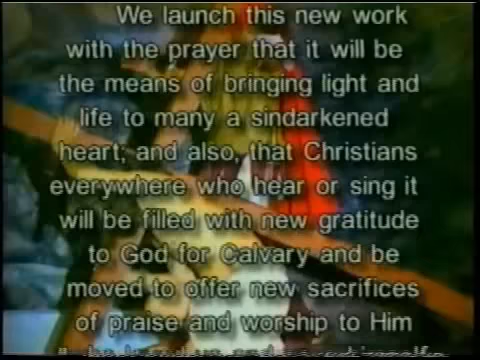 We launch this new work
with the prayer that it will be
the means of bringing light and
life to many a sindarkened
heart; and also, that Christians
everywhere who hear or sing it
will be filled with new gratitude
to God for Calvary and be
moved to offer new sacrifices
of praise and worship to Him